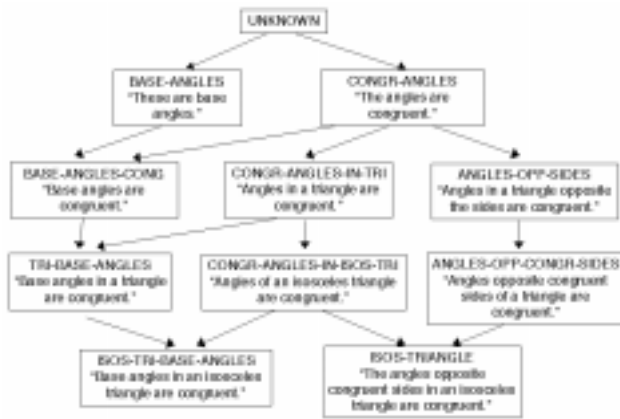 UNKNOWN
BASE-ANGLES
"These are base
angles."
CONGR-ANGLES
"The angles are
congruent."
BASE-ANGLES-CONG
"Base angles are
congruent."
CONGR-ANGLES-IN-TRI
"Angles in a triangle are
congruent."
ANGLES-OPP-SIDES
"Angles in a triangle opposite
the sides are congruent."
TRI-BASE-ANGLES
"Base angles in a triangle
are congruent."
CONGR-ANGLES-IN-ISOS-TRI
"Angles of an isosceles triangle
are congruent."
ANGLES-OPP-CONGR-SIDES
"Angles opposite congruent
sides of a triangle are
congruent."
ISOS-TRI-BASE-ANGLES
"Base angles in an isosceles
triangle are congruent."
ISOS-TRIANGLE
"The angles opposite
congruent sides in an isosceles
triangle are congruent."